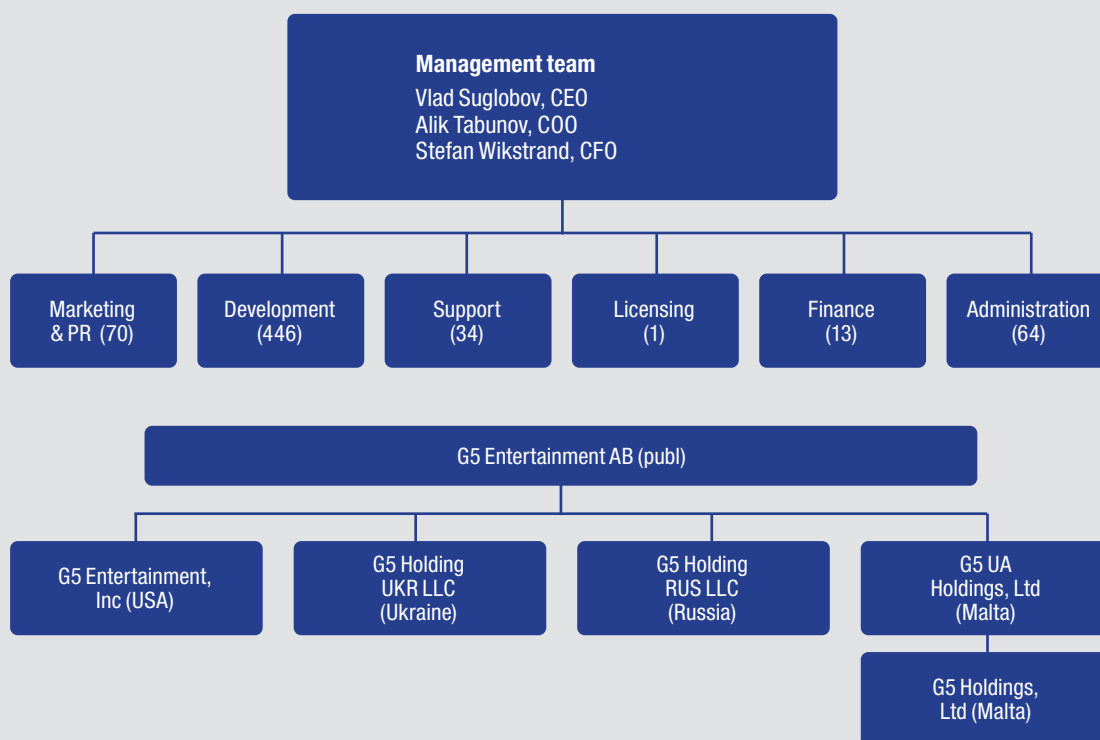 Management team
Vlad Suglobov, CEO
Alik Tabunov, COO
Stefan Wikstrand, CFO
Marketing
& PR (70)
Development
(446)
Support
(34)
Licensing
(1)
Finance
(13)
Administration
(64)
G5 Entertainment AB (publ)
G5 Entertainment,
Inc (USA)
G5 Holding
UKR LLC
(Ukraine)
G5 Holding
RUS LLC
(Russia)
G5 UA
Holdings, Ltd
(Malta)
G5 Holdings,
Ltd (Malta)